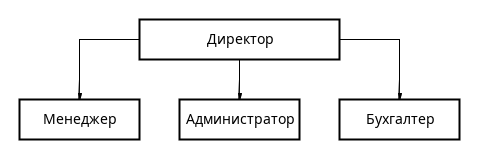 Директор
Менеджер
Администратор
Бухгалтер